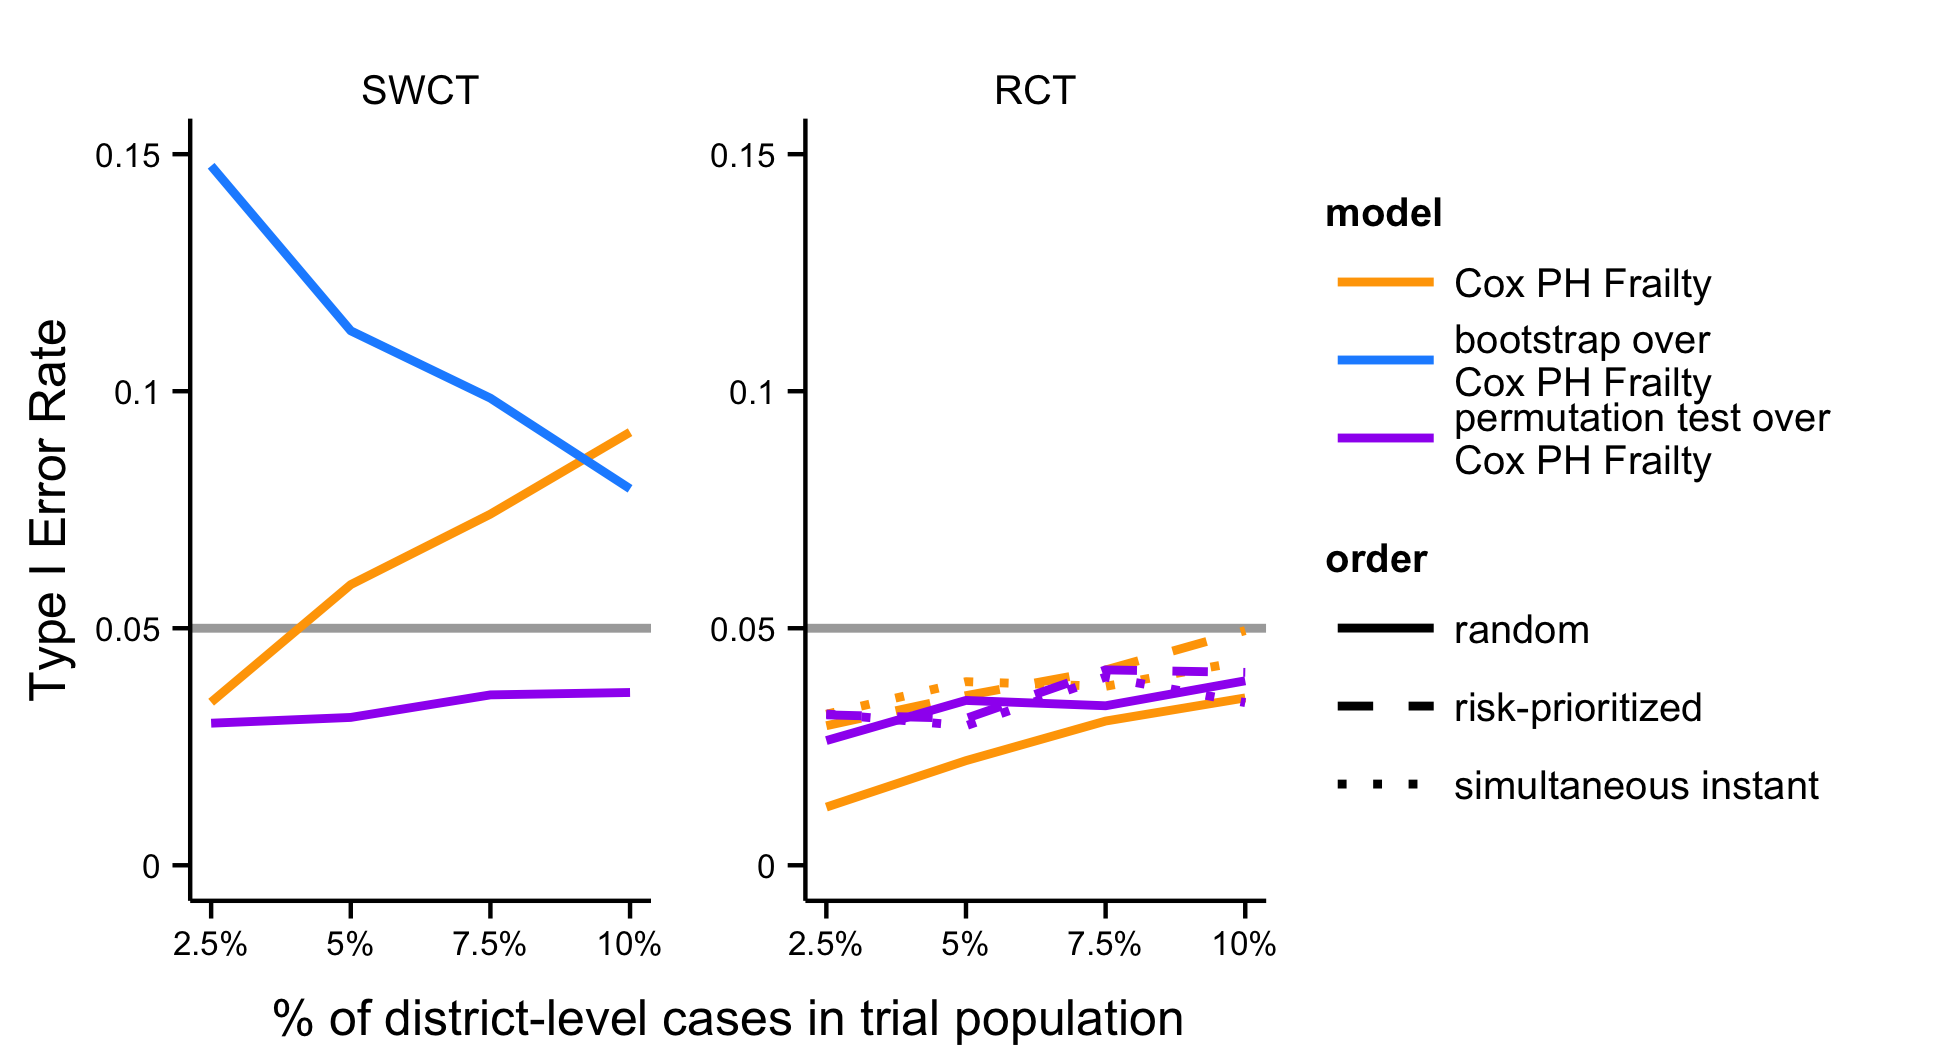 SWCT
RCT
Type I Error Rate
0.15
0.1
0.05
0
0.15
0.1
0.05
0
2.5% 5% 7.5% 10%
2.5% 5% 7.5% 10%
% of district-level cases in trial population
model
Cox PH Frailty
bootstrap over
Cox PH Frailty
permutation test over
Cox PH Frailty
order
random
risk-prioritized
simultaneous instant